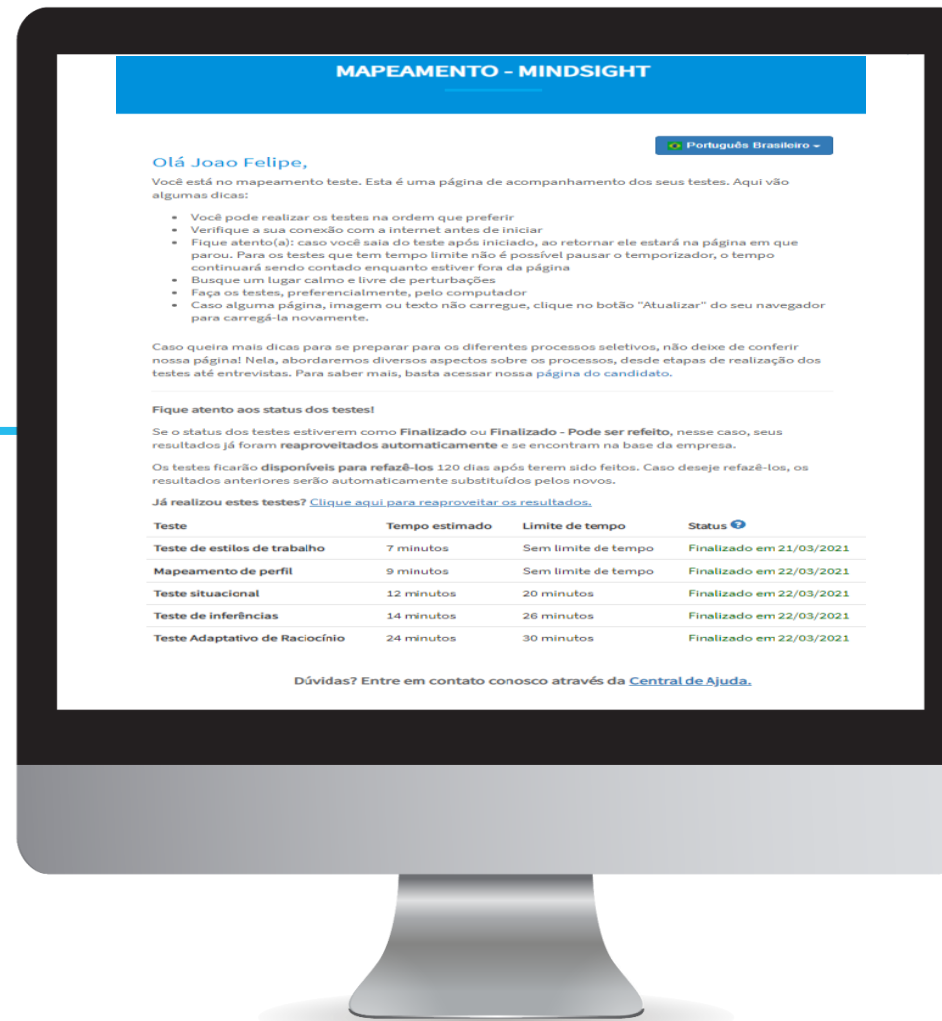 MAPEAMENTO - MINDSIGHT
Português Brasileiro
Olá Joao Felipe,
Você está no mapeamento teste. Esta é uma página de acompanhamento dos seus testes. Aqui vão
algumas dicas:
• Você pode realizar os testes na ordem que preferir
• Verifique a sua conexão com a internet antes de iniciar
• Fique atento(a): caso você saia do teste após iniciado, ao retornar ele estará na página em que
parou. Para os testes que tem tempo limite não é possível pausar o temporizador, o tempo
continuará sendo contado enquanto estiver fora da página
• Busque um lugar calmo e livre de perturbações
• Faça os testes, preferencialmente, pelo computador
• Caso alguma página, imagem ou texto não carregue, clique no botão "Atualizar" do seu navegador
para carregá-la novamente.
Caso queira mais dicas para se preparar para os diferentes processos seletivos, não deixe de conferir
nossa página! Nela, abordaremos diversos aspectos sobre os processos, desde etapas de realização dos
testes até entrevistas. Para saber mais, basta acessar nossa página do candidato.
Fique atento aos status dos testes!
Se o status dos testes estiverem como Finalizado ou Finalizado - Pode ser refeito, nesse caso, seus
resultados já foram reaproveitados automaticamente e se encontram na base da empresa.
Os testes ficarão disponíveis para refazê-los 120 dias após terem sido feitos. Caso deseje refazê-los, os
resultados anteriores serão automaticamente substituídos pelos novos.
Já realizou estes testes? Clique aqui para reaproveitar os resultados.
Teste Tempo estimado Limite de tempo Status ?
Teste de estilos de trabalho 7 minutos Sem limite de tempo Finalizado em 21/03/2021
Mapeamento de perfil 9 minutos Sem limite de tempo Finalizado em 22/03/2021
Teste situacional 12 minutos 20 minutos Finalizado em 22/03/2021
Teste de inferências 14 minutos 26 minutos Finalizado em 22/03/2021
Teste Adaptativo de Raciocínio 24 minutos 30 minutos Finalizado em 22/03/2021
Dúvidas? Entre em contato conosco através da Central de Ajuda.